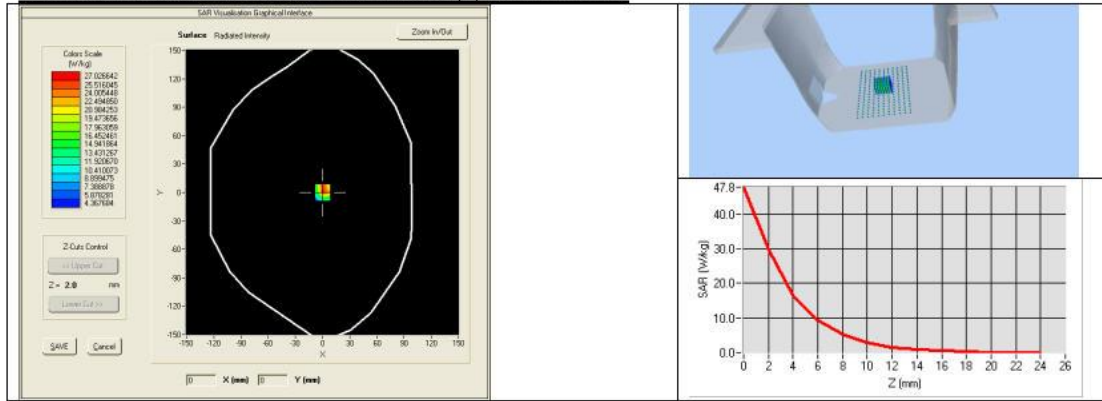 SAR Visualisation Graphical Interface
Surface Radiated Intensity
Zoom In/Out
Colors Scale
(W/kg)
27.026642
25.516045
24.005448
22.494850
20.984253
19.473656
17.963059
16.452461
14.941864
13.431267
11.920670
10.410073
8.899475
7.388878
5.878281
4.367684
Z-Cuts Control
<< Upper Cut
Z = 2.0 mm
Lower Cut >>
SAVE Cancel
150
120
90
60
30
0
-30
-60
-90
-120
-150
Y
-150 -120 -90 -60 -30 0 30 60 90 120 150
X
0 X (mm) 0 Y (mm)
47.8
40.0
30.0
20.0
10.0
0.0
SAR (W/kg)
0 2 4 6 8 10 12 14 16 18 20 22 24 26
Z (mm)